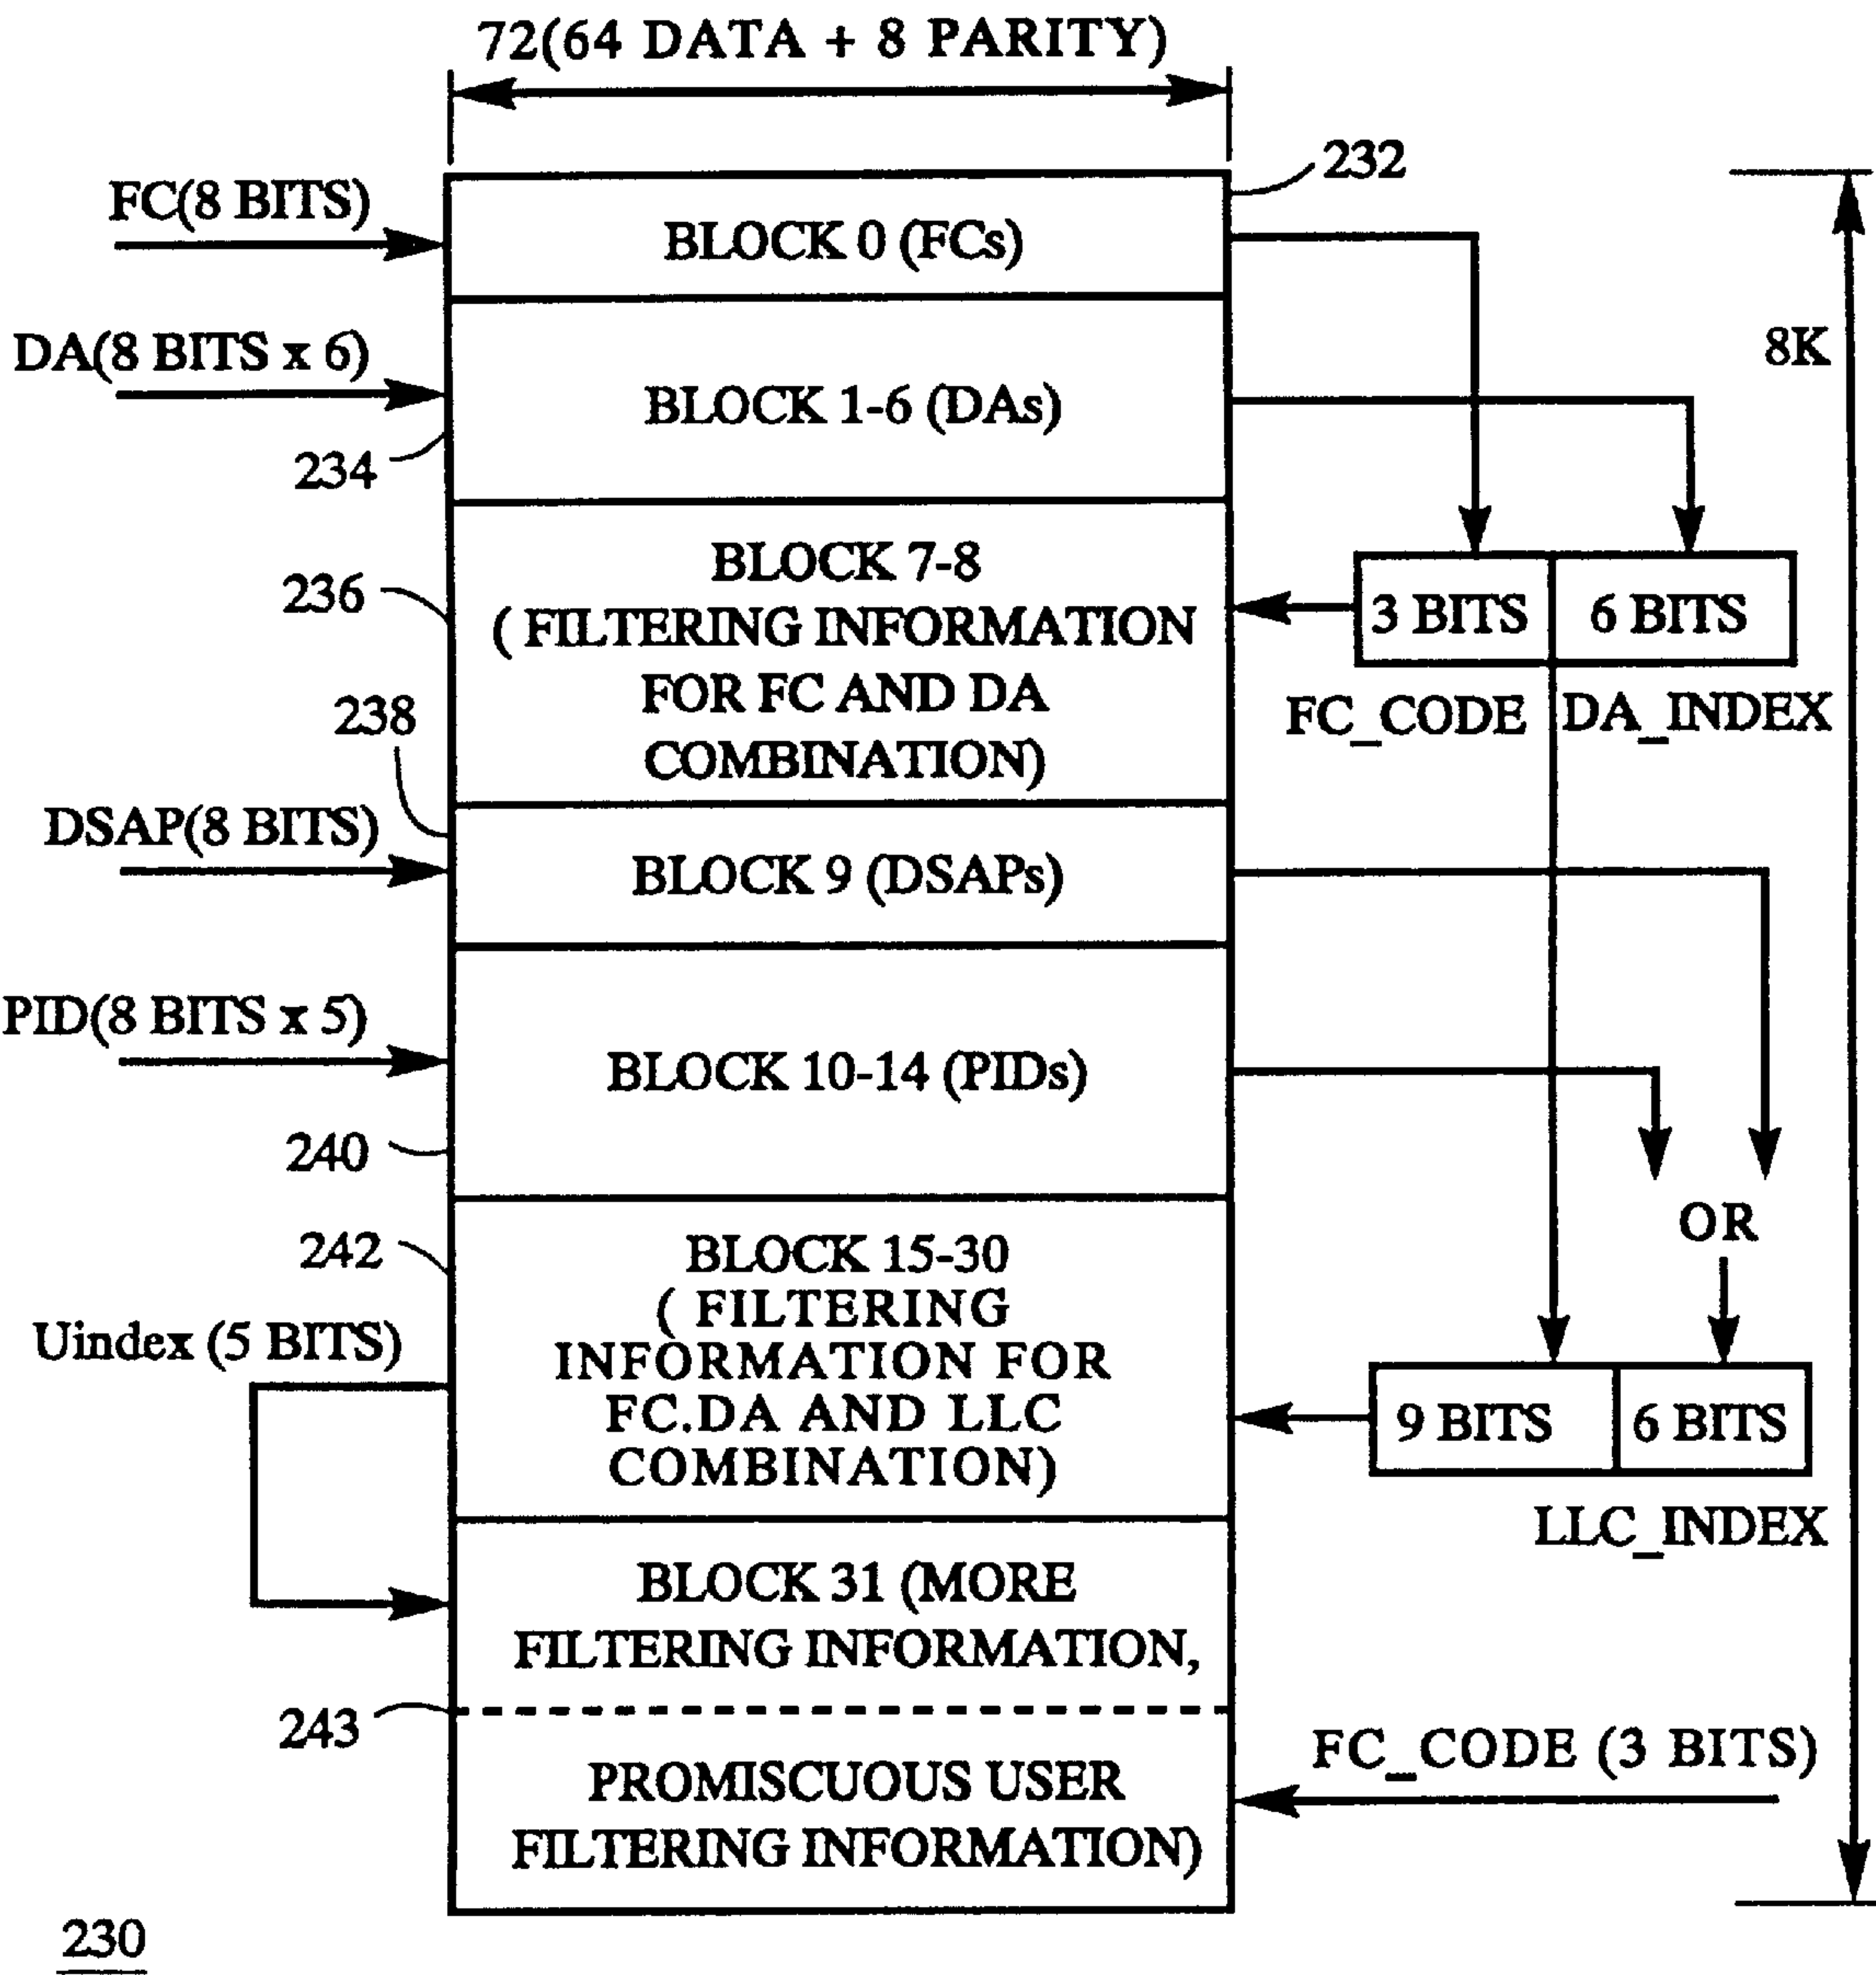 72(64 DATA + 8 PARITY)
232
FC(8 BITS)
BLOCK 0 (FCs)
8K
DA(8 BITS x 6)
BLOCK 1-6 (DAs)
234
BLOCK 7-8
( FILTERING INFORMATION
FOR FC AND DA
COMBINATION)
236
3 BITS
6 BITS
FC_CODE
DA_INDEX
238
DSAP(8 BITS)
BLOCK 9 (DSAPs)
PID(8 BITS x 5)
BLOCK 10-14 (PIDs)
240
OR
242
BLOCK 15-30
( FILTERING
INFORMATION FOR
FC.DA AND LLC
COMBINATION)
Uindex (5 BITS)
9 BITS
6 BITS
LLC_INDEX
BLOCK 31 (MORE
FILTERING INFORMATION,
243
PROMISCUOUS USER
FILTERING INFORMATION)
FC_CODE (3 BITS)
230